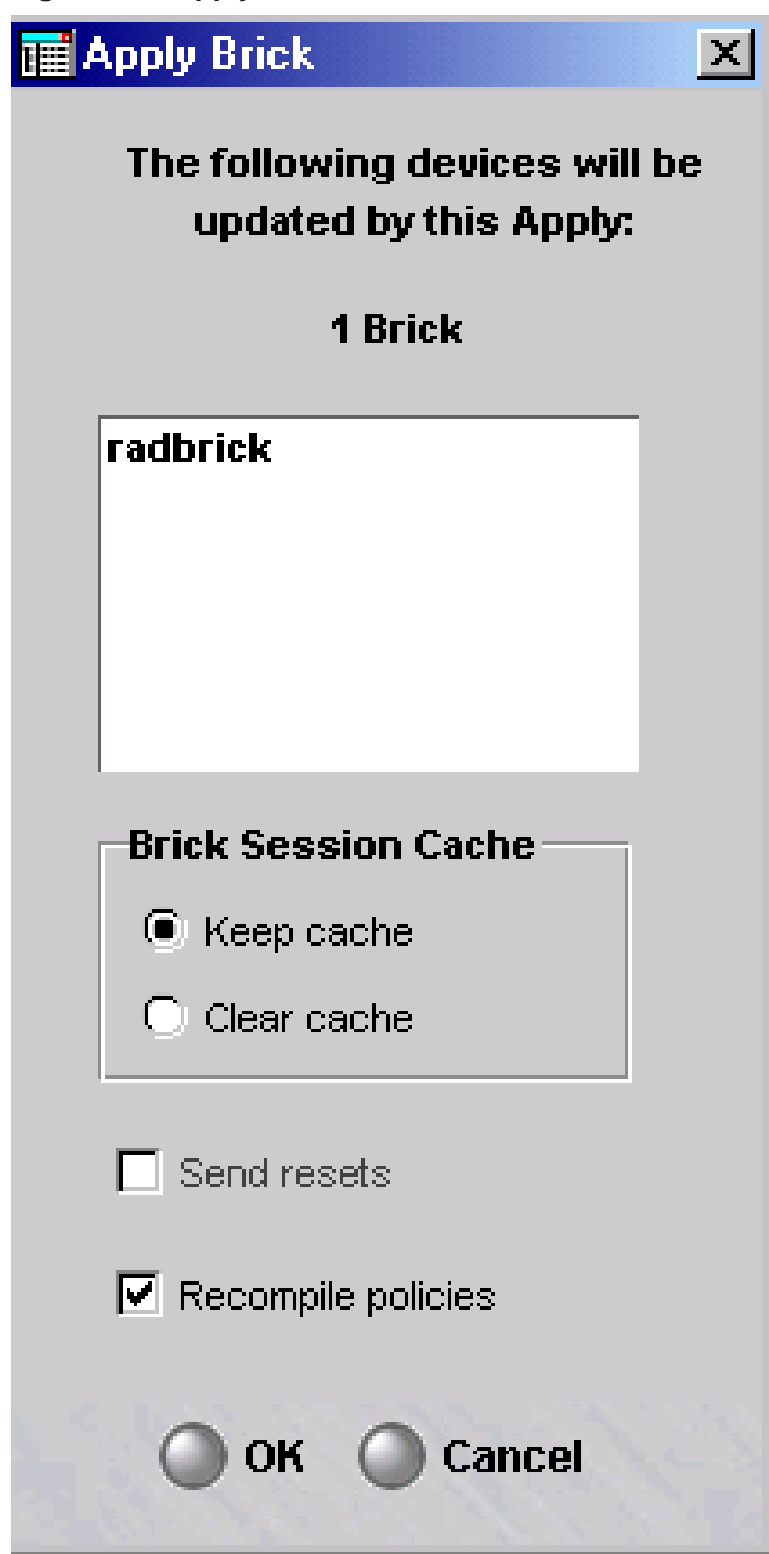 Apply Brick
The following devices will be
updated by this Apply:
1 Brick
radbrick
Brick Session Cache
Keep cache
Clear cache
Send resets
Recompile policies
OK Cancel